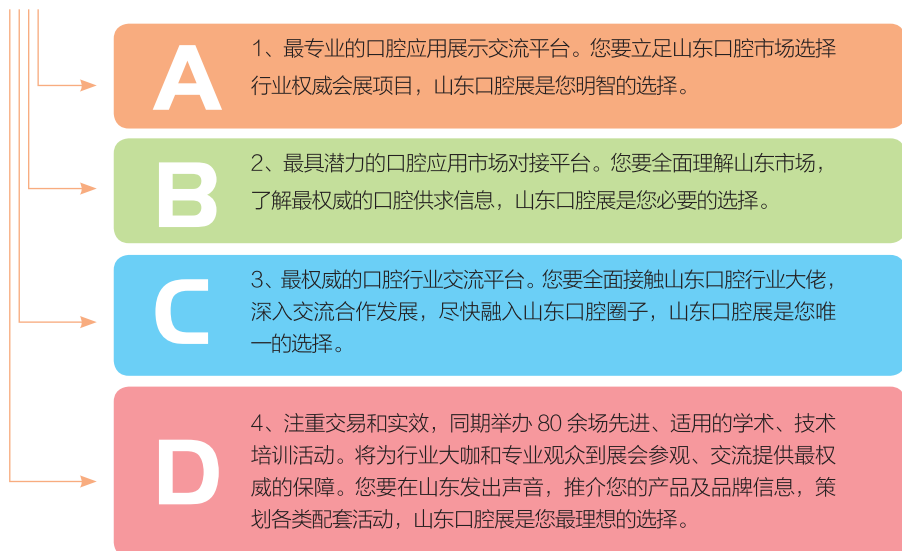 A
1、最专业的口腔应用展示交流平台。您要立足山东口腔市场选择
行业权威会展项目，山东口腔展是您明智的选择。
B
2、最具潜力的口腔应用市场对接平台。您要全面理解山东市场，
了解最权威的口腔供求信息，山东口腔展是您必要的选择。
C
3、最权威的口腔行业交流平台。您要全面接触山东口腔行业大佬，
深入交流合作发展，尽快融入山东口腔圈子，山东口腔展是您唯
一的选择。
D
4、注重交易和实效，同期举办 80 余场先进、适用的学术、技术
培训活动。将为行业大咖和专业观众到展会参观、交流提供最权
威的保障。您要在山东发出声音，推介您的产品及品牌信息，策
划各类配套活动，山东口腔展是您最理想的选择。